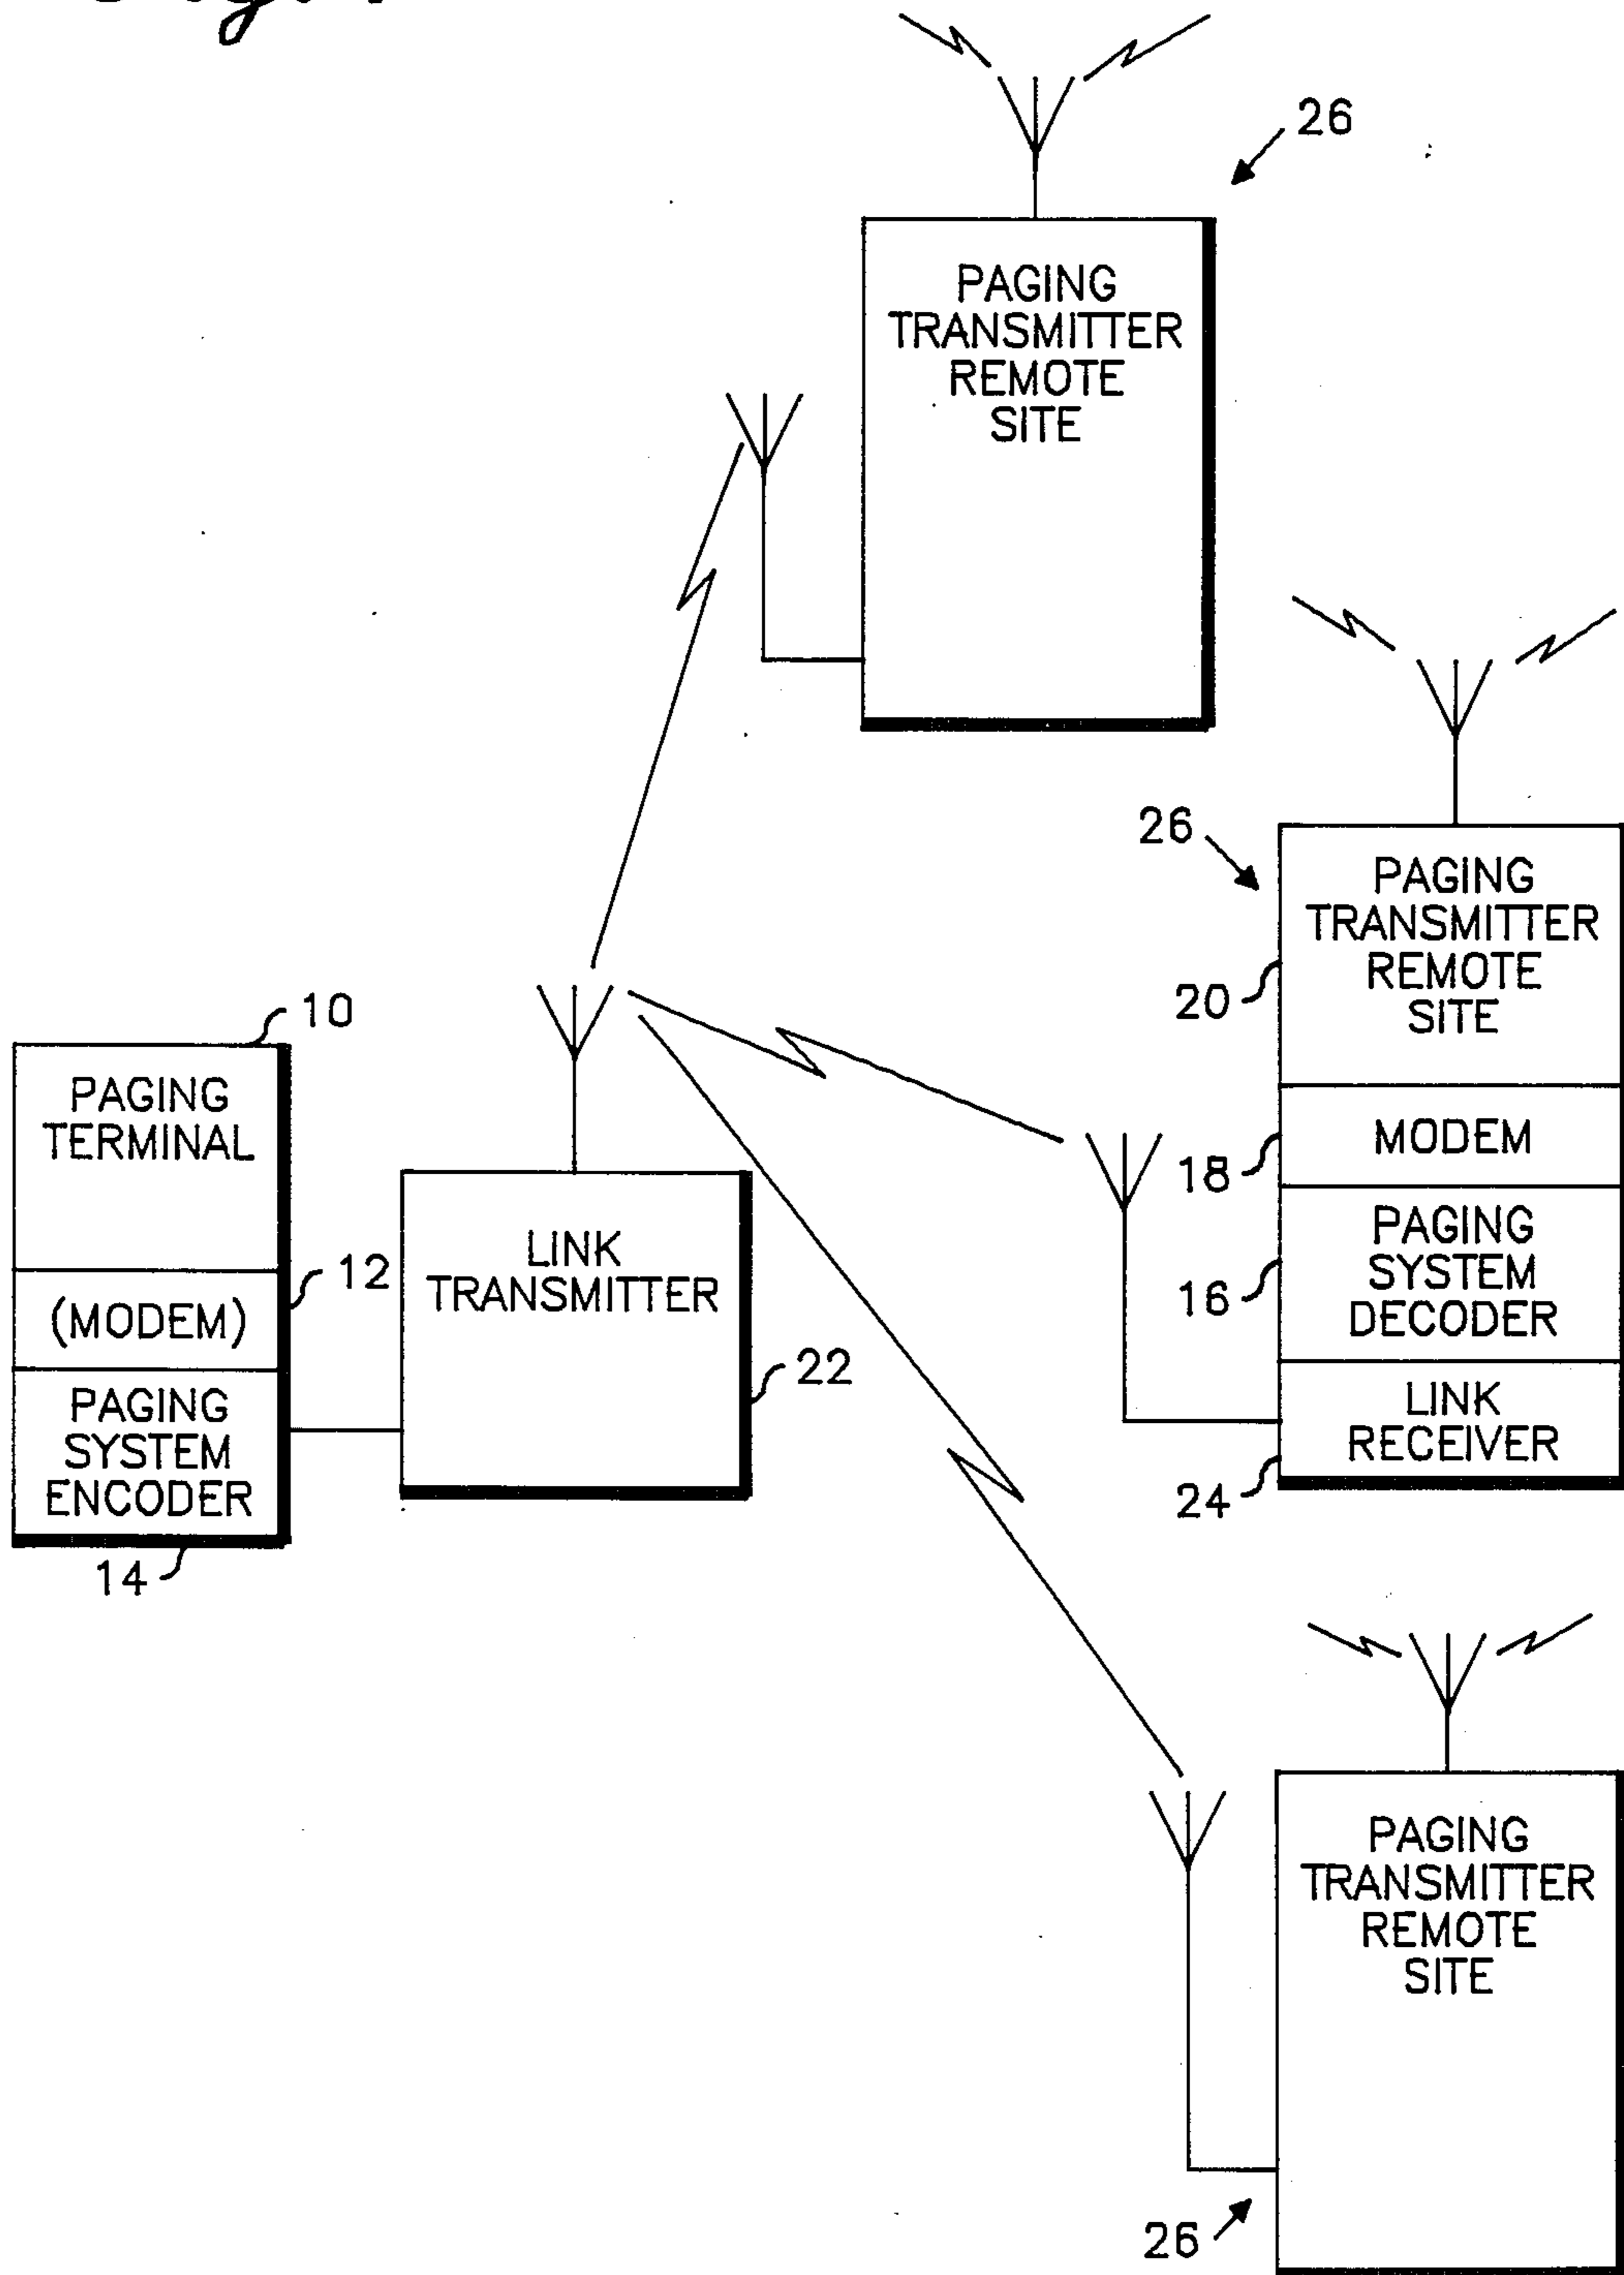 26
PAGING
TRANSMITTER
REMOTE
SITE
26
PAGING
TRANSMITTER
REMOTE
SITE
20
10
PAGING
TERMINAL
MODEM
18
LINK
TRANSMITTER
12
(MODEM)
PAGING
SYSTEM
DECODER
16
22
PAGING
SYSTEM
ENCODER
LINK
RECEIVER
24
14
PAGING
TRANSMITTER
REMOTE
SITE
26